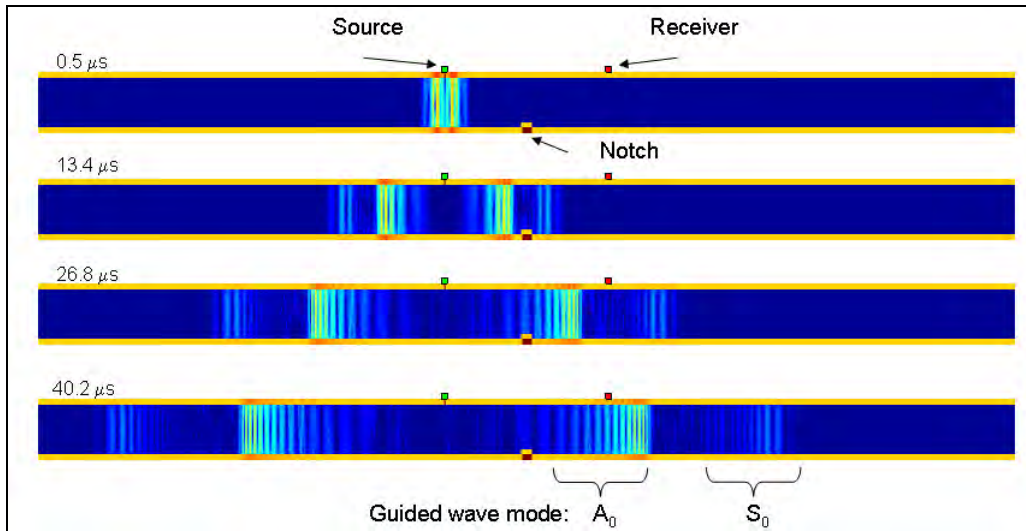 Source
Receiver
0.5 μs
Notch
13.4 μs
26.8 μs
40.2 μs
Guided wave mode: A₀ S₀